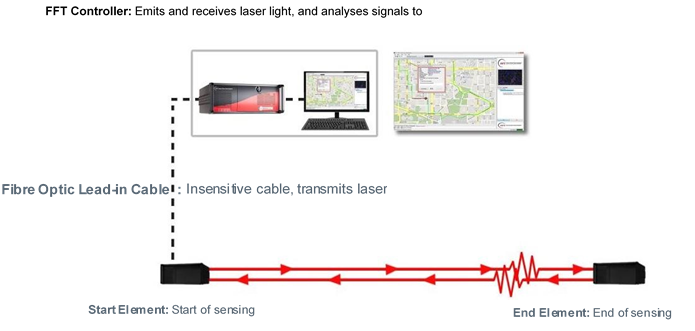 FFT Controller: Emits and receives laser light, and analyses signals to
Fibre Optic Lead-in Cable : Insensitive cable, transmits laser
Start Element: Start of sensing
End Element: End of sensing